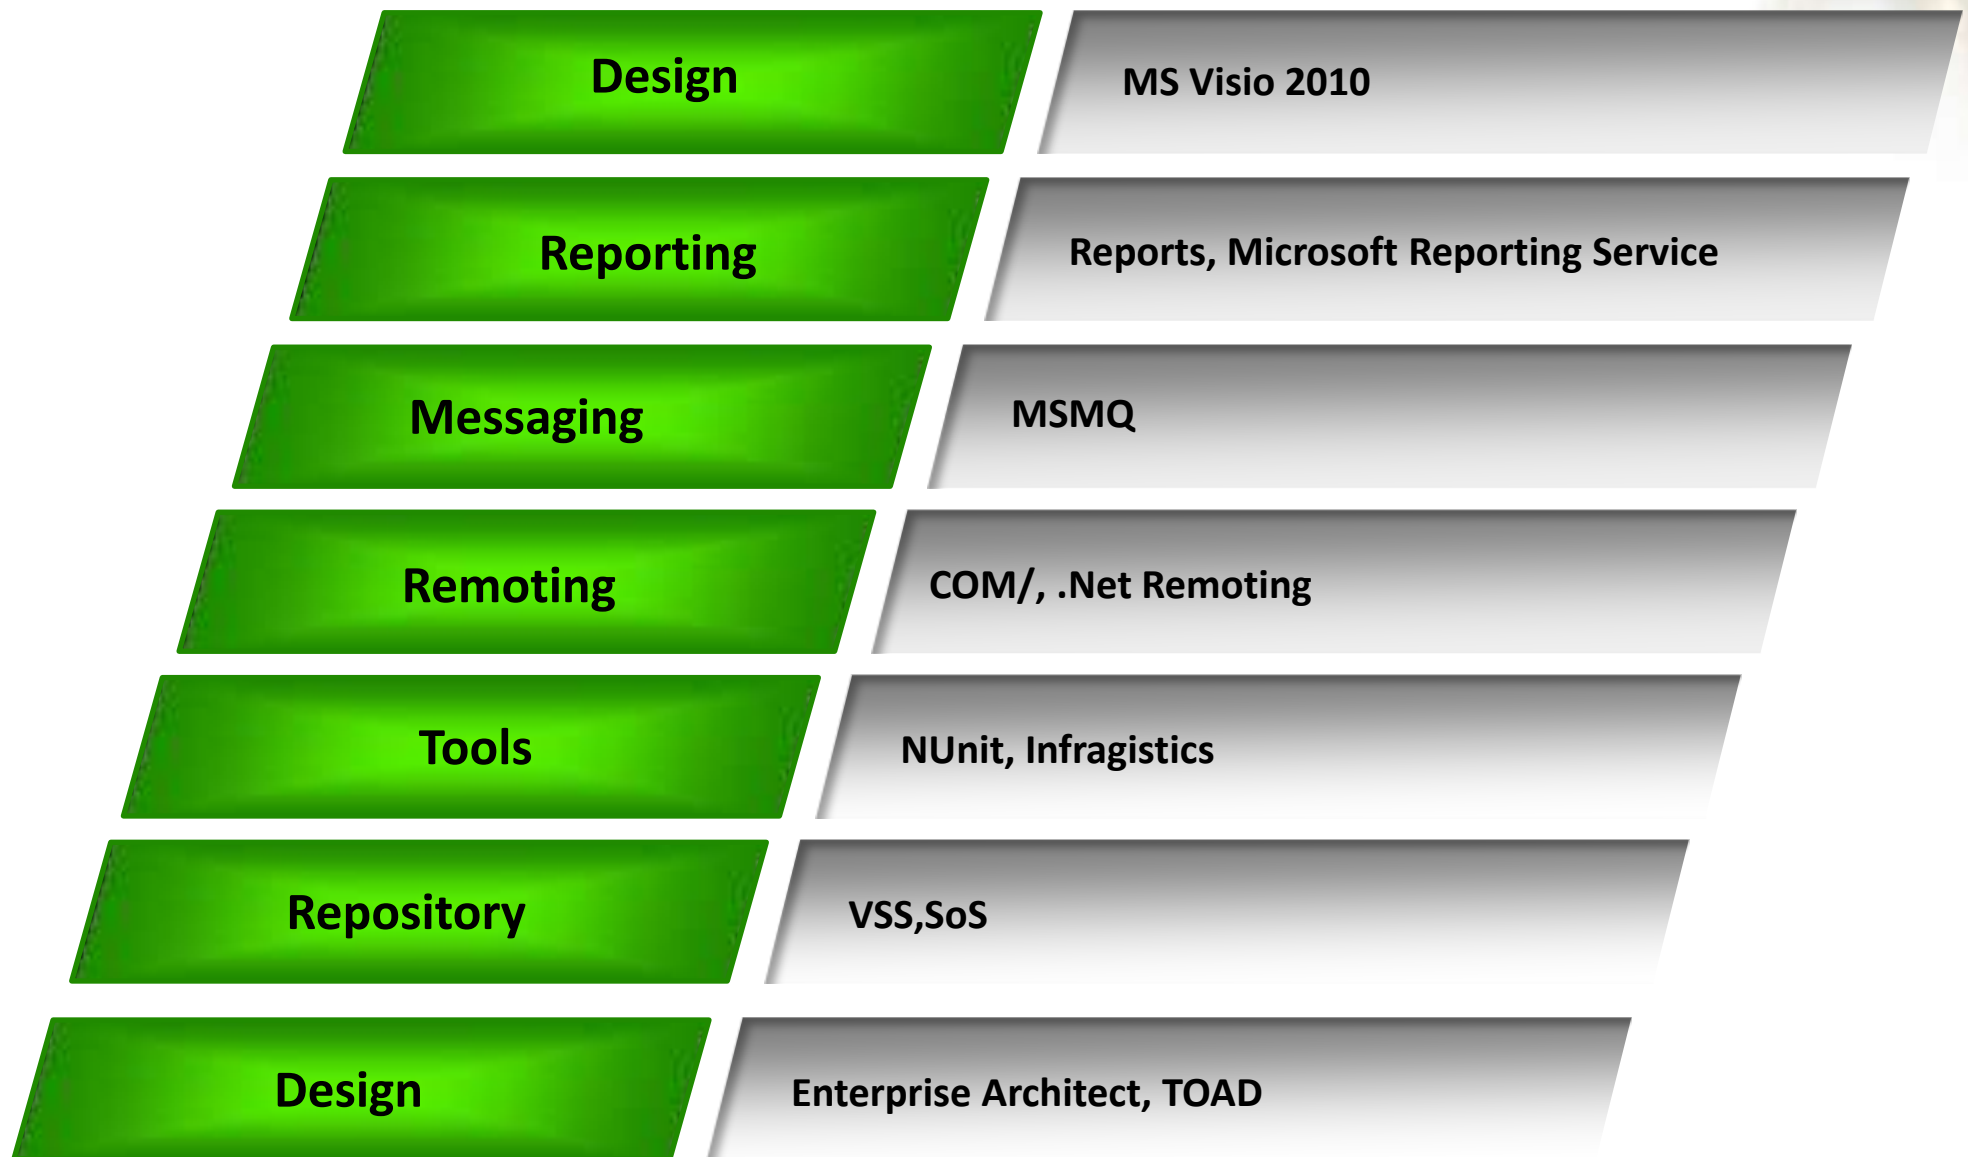 Design
MS Visio 2010
Reporting
Reports, Microsoft Reporting Service
Messaging
MSMQ
Remoting
COM/, .Net Remoting
Tools
NUnit, Infragistics
Repository
VSS,SoS
Design
Enterprise Architect, TOAD